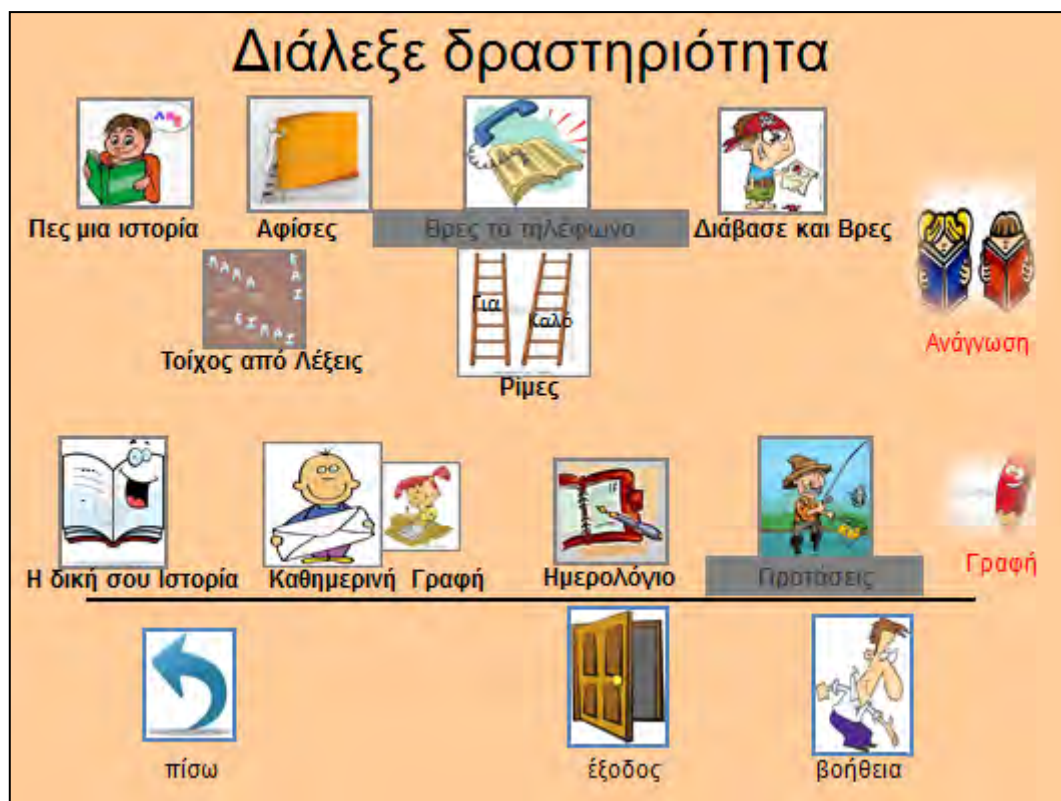 Διάλεξε δραστηριότητα
Πες μια ιστορία
Αφίσες
Βρες το τηλέφωνο
Διάβασε και Βρες
Για
Καλό
Τοίχος από Λέξεις
Ρίμες
Ανάγνωση
Η δική σου Ιστορία
Καθημερινή Γραφή
Ημερολόγιο
Προτάσεις
Γραφή
πίσω
έξοδος
βοήθεια